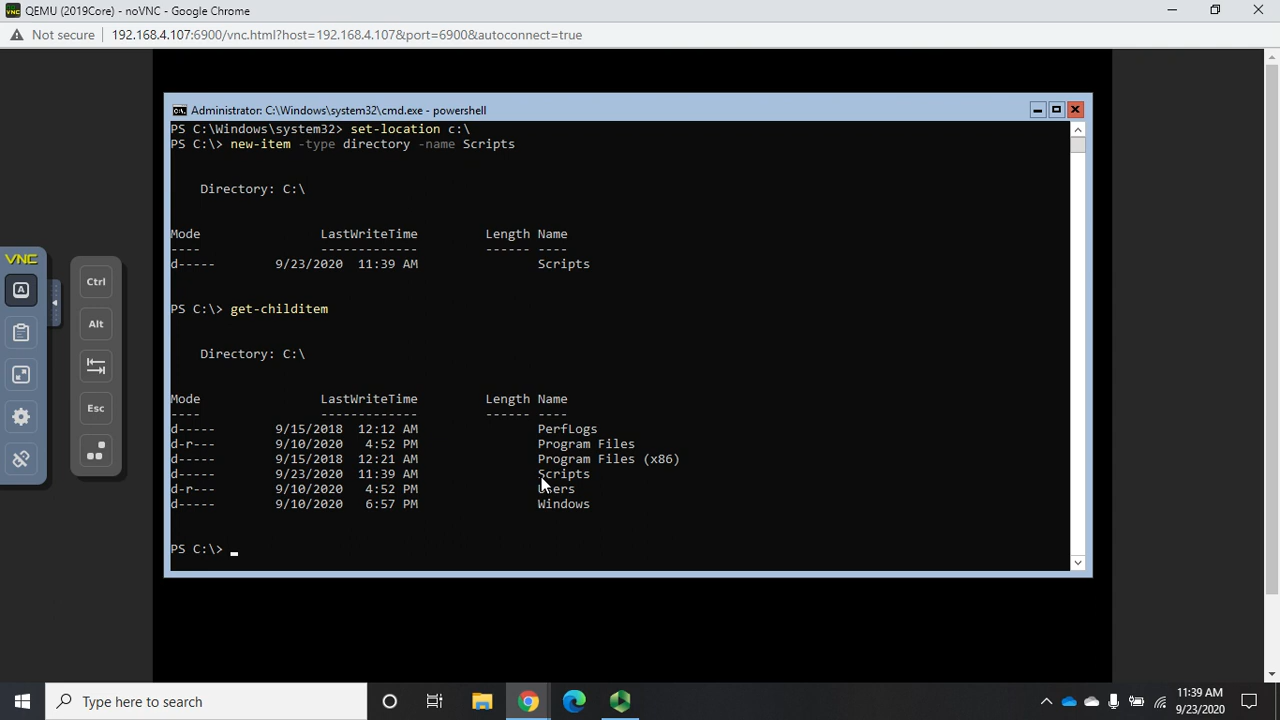 QEMU (2019Core) - noVNC - Google Chrome
Not secure 192.168.4.107:6900/vnc.html?host=192.168.4.107&port=6900&autoconnect=true
Administrator: C:\Windows\system32\cmd.exe - powershell
PS C:\Windows\system32> set-location c:\
PS C:\> new-item -type directory -name Scripts
Directory: C:\
Mode LastWriteTime Length Name
---- ------------- ------ ----
d----- 9/23/2020 11:39 AM Scripts
PS C:\> get-childitem
Directory: C:\
Mode LastWriteTime Length Name
---- ------------- ------ ----
d----- 9/15/2018 12:12 AM PerfLogs
d-r--- 9/10/2020 4:52 PM Program Files
d----- 9/15/2018 12:21 AM Program Files (x86)
d----- 9/23/2020 11:39 AM Scripts
d-r--- 9/10/2020 4:52 PM Users
d----- 9/10/2020 6:57 PM Windows
PS C:\>
VNC
A
Ctrl
Alt
Esc
Type here to search
11:39 AM
9/23/2020